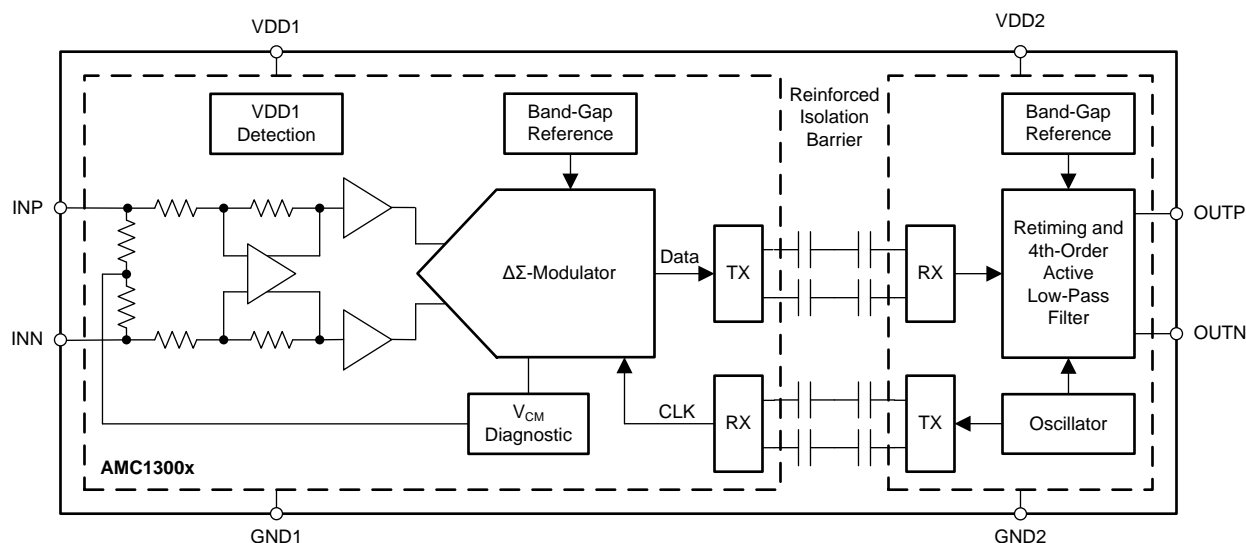 VDD1
VDD2
VDD1
Detection
Band-Gap
Reference
Reinforced
Isolation
Barrier
Band-Gap
Reference
INP
INN
ΔΣ-Modulator
Data
TX
RX
Retiming and
4th-Order
Active
Low-Pass
Filter
OUTP
OUTN
VCM
Diagnostic
CLK
RX
TX
Oscillator
AMC1300x
GND1
GND2